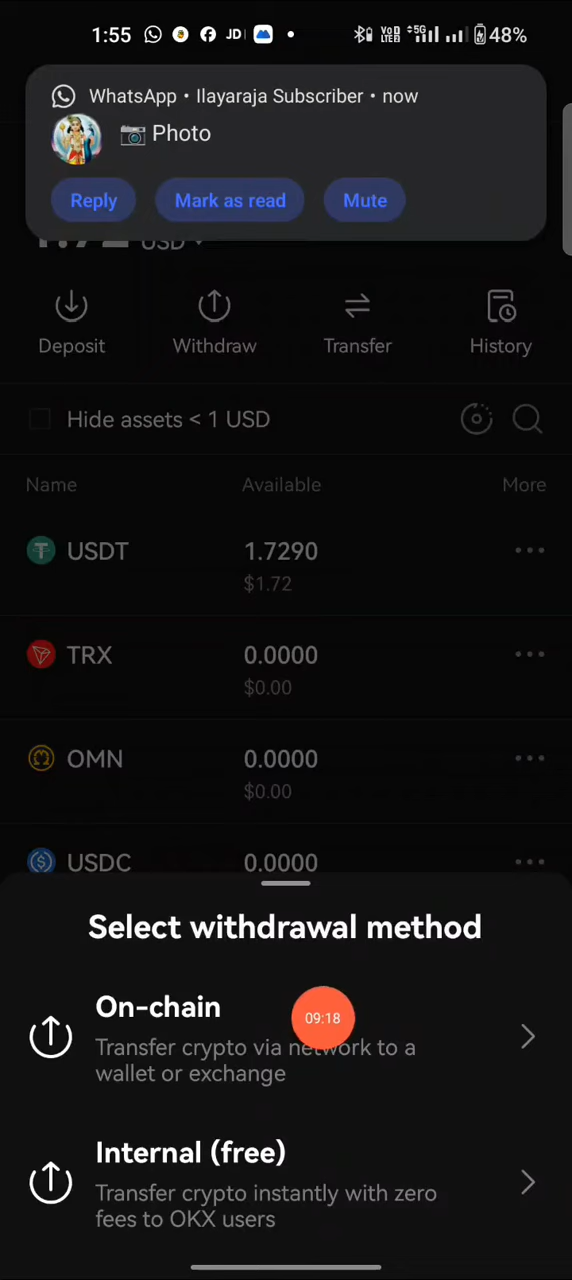 1:55 JD 5G 48%
WhatsApp • Ilayaraja Subscriber • now
📷 Photo
Reply Mark as read Mute
USD
Deposit Withdraw Transfer History
Hide assets < 1 USD
Name Available More
USDT 1.7290
$1.72
TRX 0.0000
$0.00
OMN 0.0000
$0.00
USDC 0.0000
Select withdrawal method
On-chain
09:18
Transfer crypto via network to a
wallet or exchange
Internal (free)
Transfer crypto instantly with zero
fees to OKX users